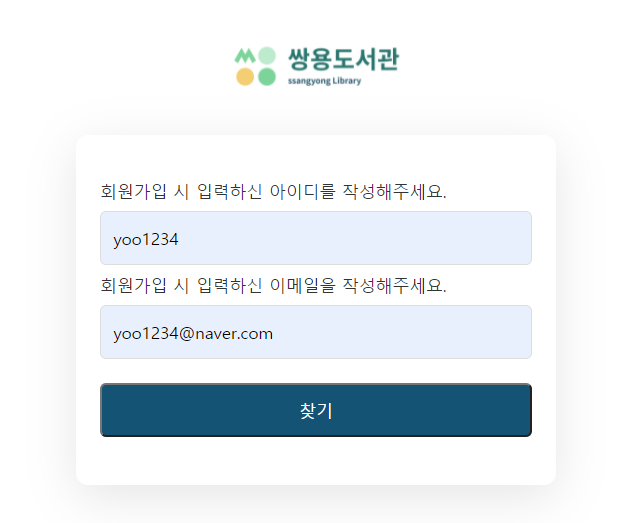 쌍용도서관
ssangyong Library
회원가입 시 입력하신 아이디를 작성해주세요.
yoo1234
회원가입 시 입력하신 이메일을 작성해주세요.
yoo1234@naver.com
찾기